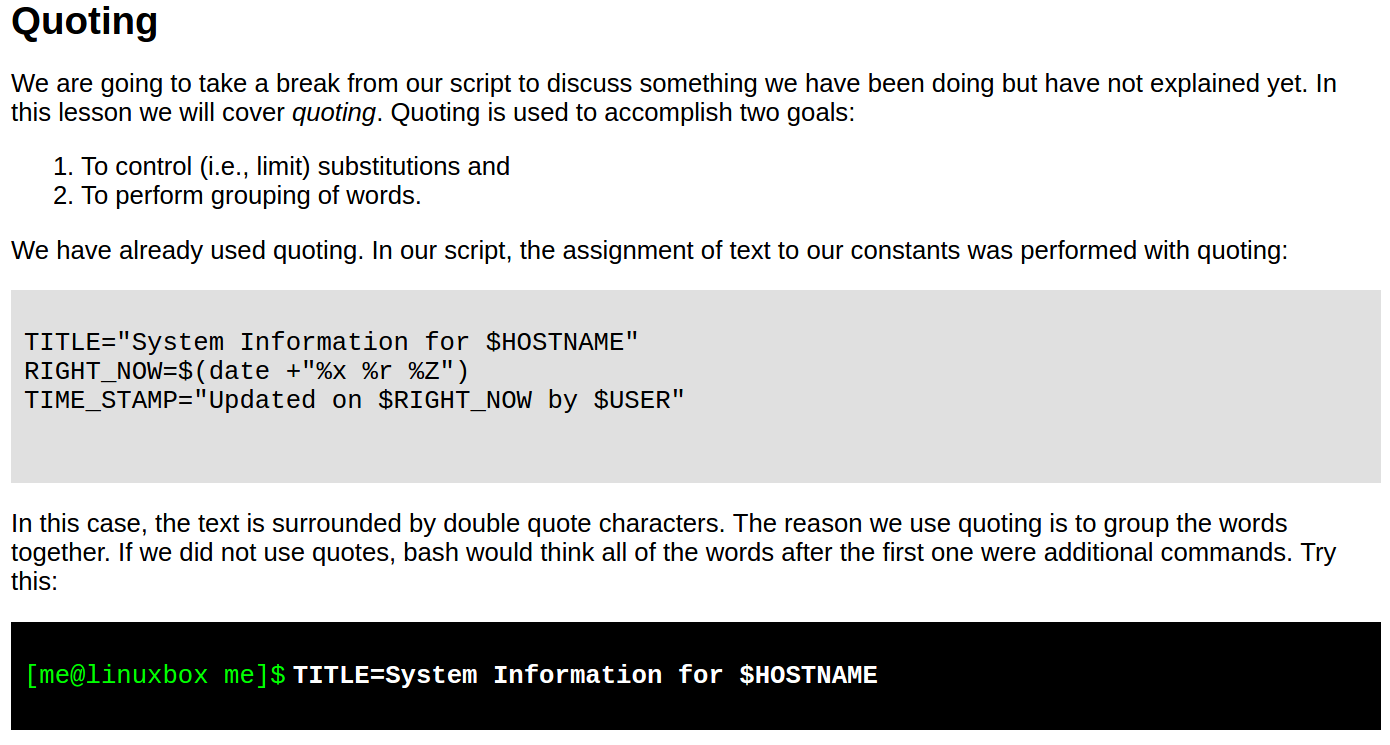 Quoting
We are going to take a break from our script to discuss something we have been doing but have not explained yet. In
this lesson we will cover quoting. Quoting is used to accomplish two goals:
1. To control (i.e., limit) substitutions and
2. To perform grouping of words.
We have already used quoting. In our script, the assignment of text to our constants was performed with quoting:
TITLE="System Information for $HOSTNAME"
RIGHT_NOW=$(date +"%x %r %Z")
TIME_STAMP="Updated on $RIGHT_NOW by $USER"
In this case, the text is surrounded by double quote characters. The reason we use quoting is to group the words
together. If we did not use quotes, bash would think all of the words after the first one were additional commands. Try
this:
[me@linuxbox me]$ TITLE=System Information for $HOSTNAME